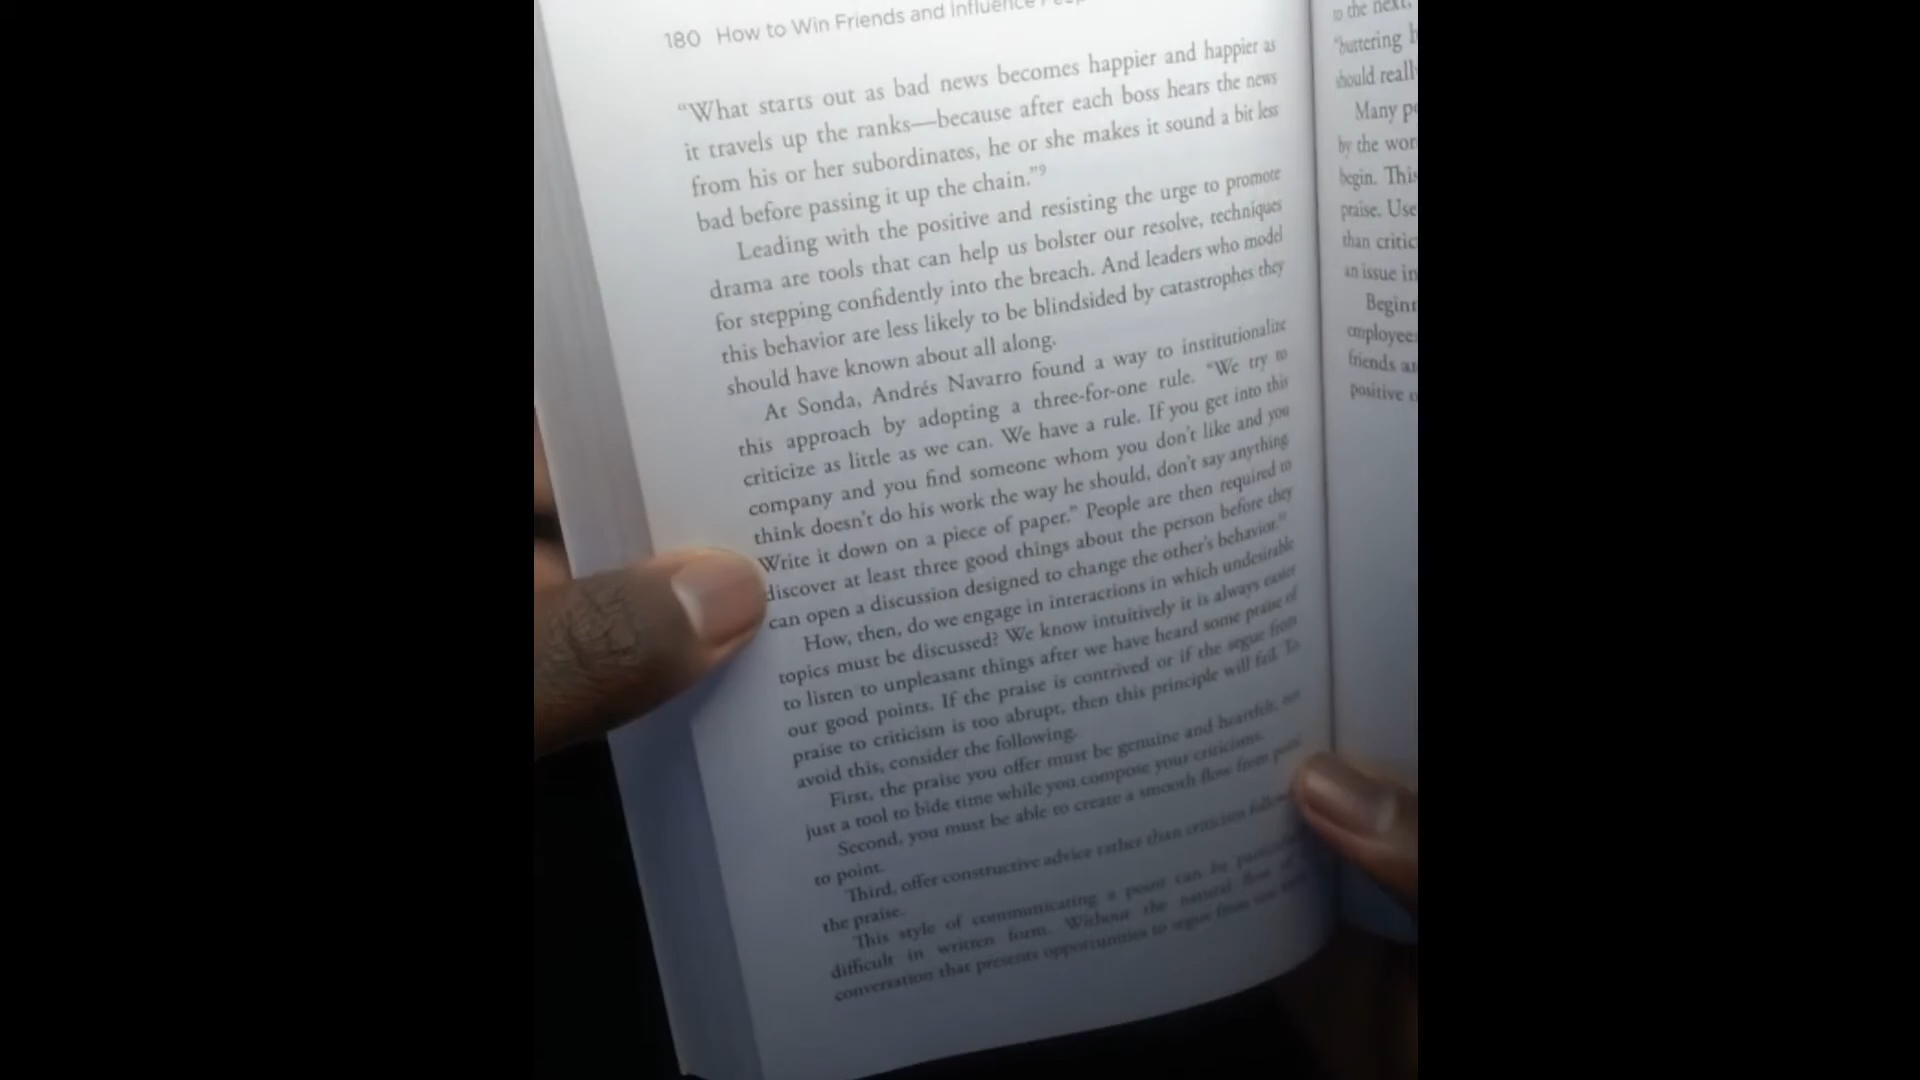 180 How to Win Friends and Influence
“What starts out as bad news becomes happier and happier as
it travels up the ranks—because after each boss hears the news
from his or her subordinates, he or she makes it sound a bit less
bad before passing it up the chain.”9
Leading with the positive and resisting the urge to promote
drama are tools that can help us bolster our resolve, techniques
for stepping confidently into the breach. And leaders who model
this behavior are less likely to be blindsided by catastrophes they
should have known about all along.
At Sonda, Andrés Navarro found a way to institutionalize
this approach by adopting a three-for-one rule. “We try to
criticize as little as we can. We have a rule. If you get into this
company and you find someone whom you don’t like and you
think doesn’t do his work the way he should, don’t say anything
Write it down on a piece of paper.” People are then required to
discover at least three good things about the person before they
can open a discussion designed to change the other’s behavior.”
How, then, do we engage in interactions in which undesirable
topics must be discussed? We know intuitively it is always easier
to listen to unpleasant things after we have heard some praise of
our good points. If the praise is contrived or if the segue from
praise to criticism is too abrupt, then this principle will fail. To
avoid this, consider the following.
First, the praise you offer must be genuine and heartfelt, not
just a tool to bide time while you compose your criticisms.
Second, you must be able to create a smooth flow from point
to point.
Third, offer constructive advice rather than criticism
the praise.
This style of communicating a point can be
difficult in written form. Without the natural flow of
conversation that presents opportunities to segue from
to the next,
“buttering
should
Many
by the
begin. This
praise. Use
than
an issue in
friends
positive